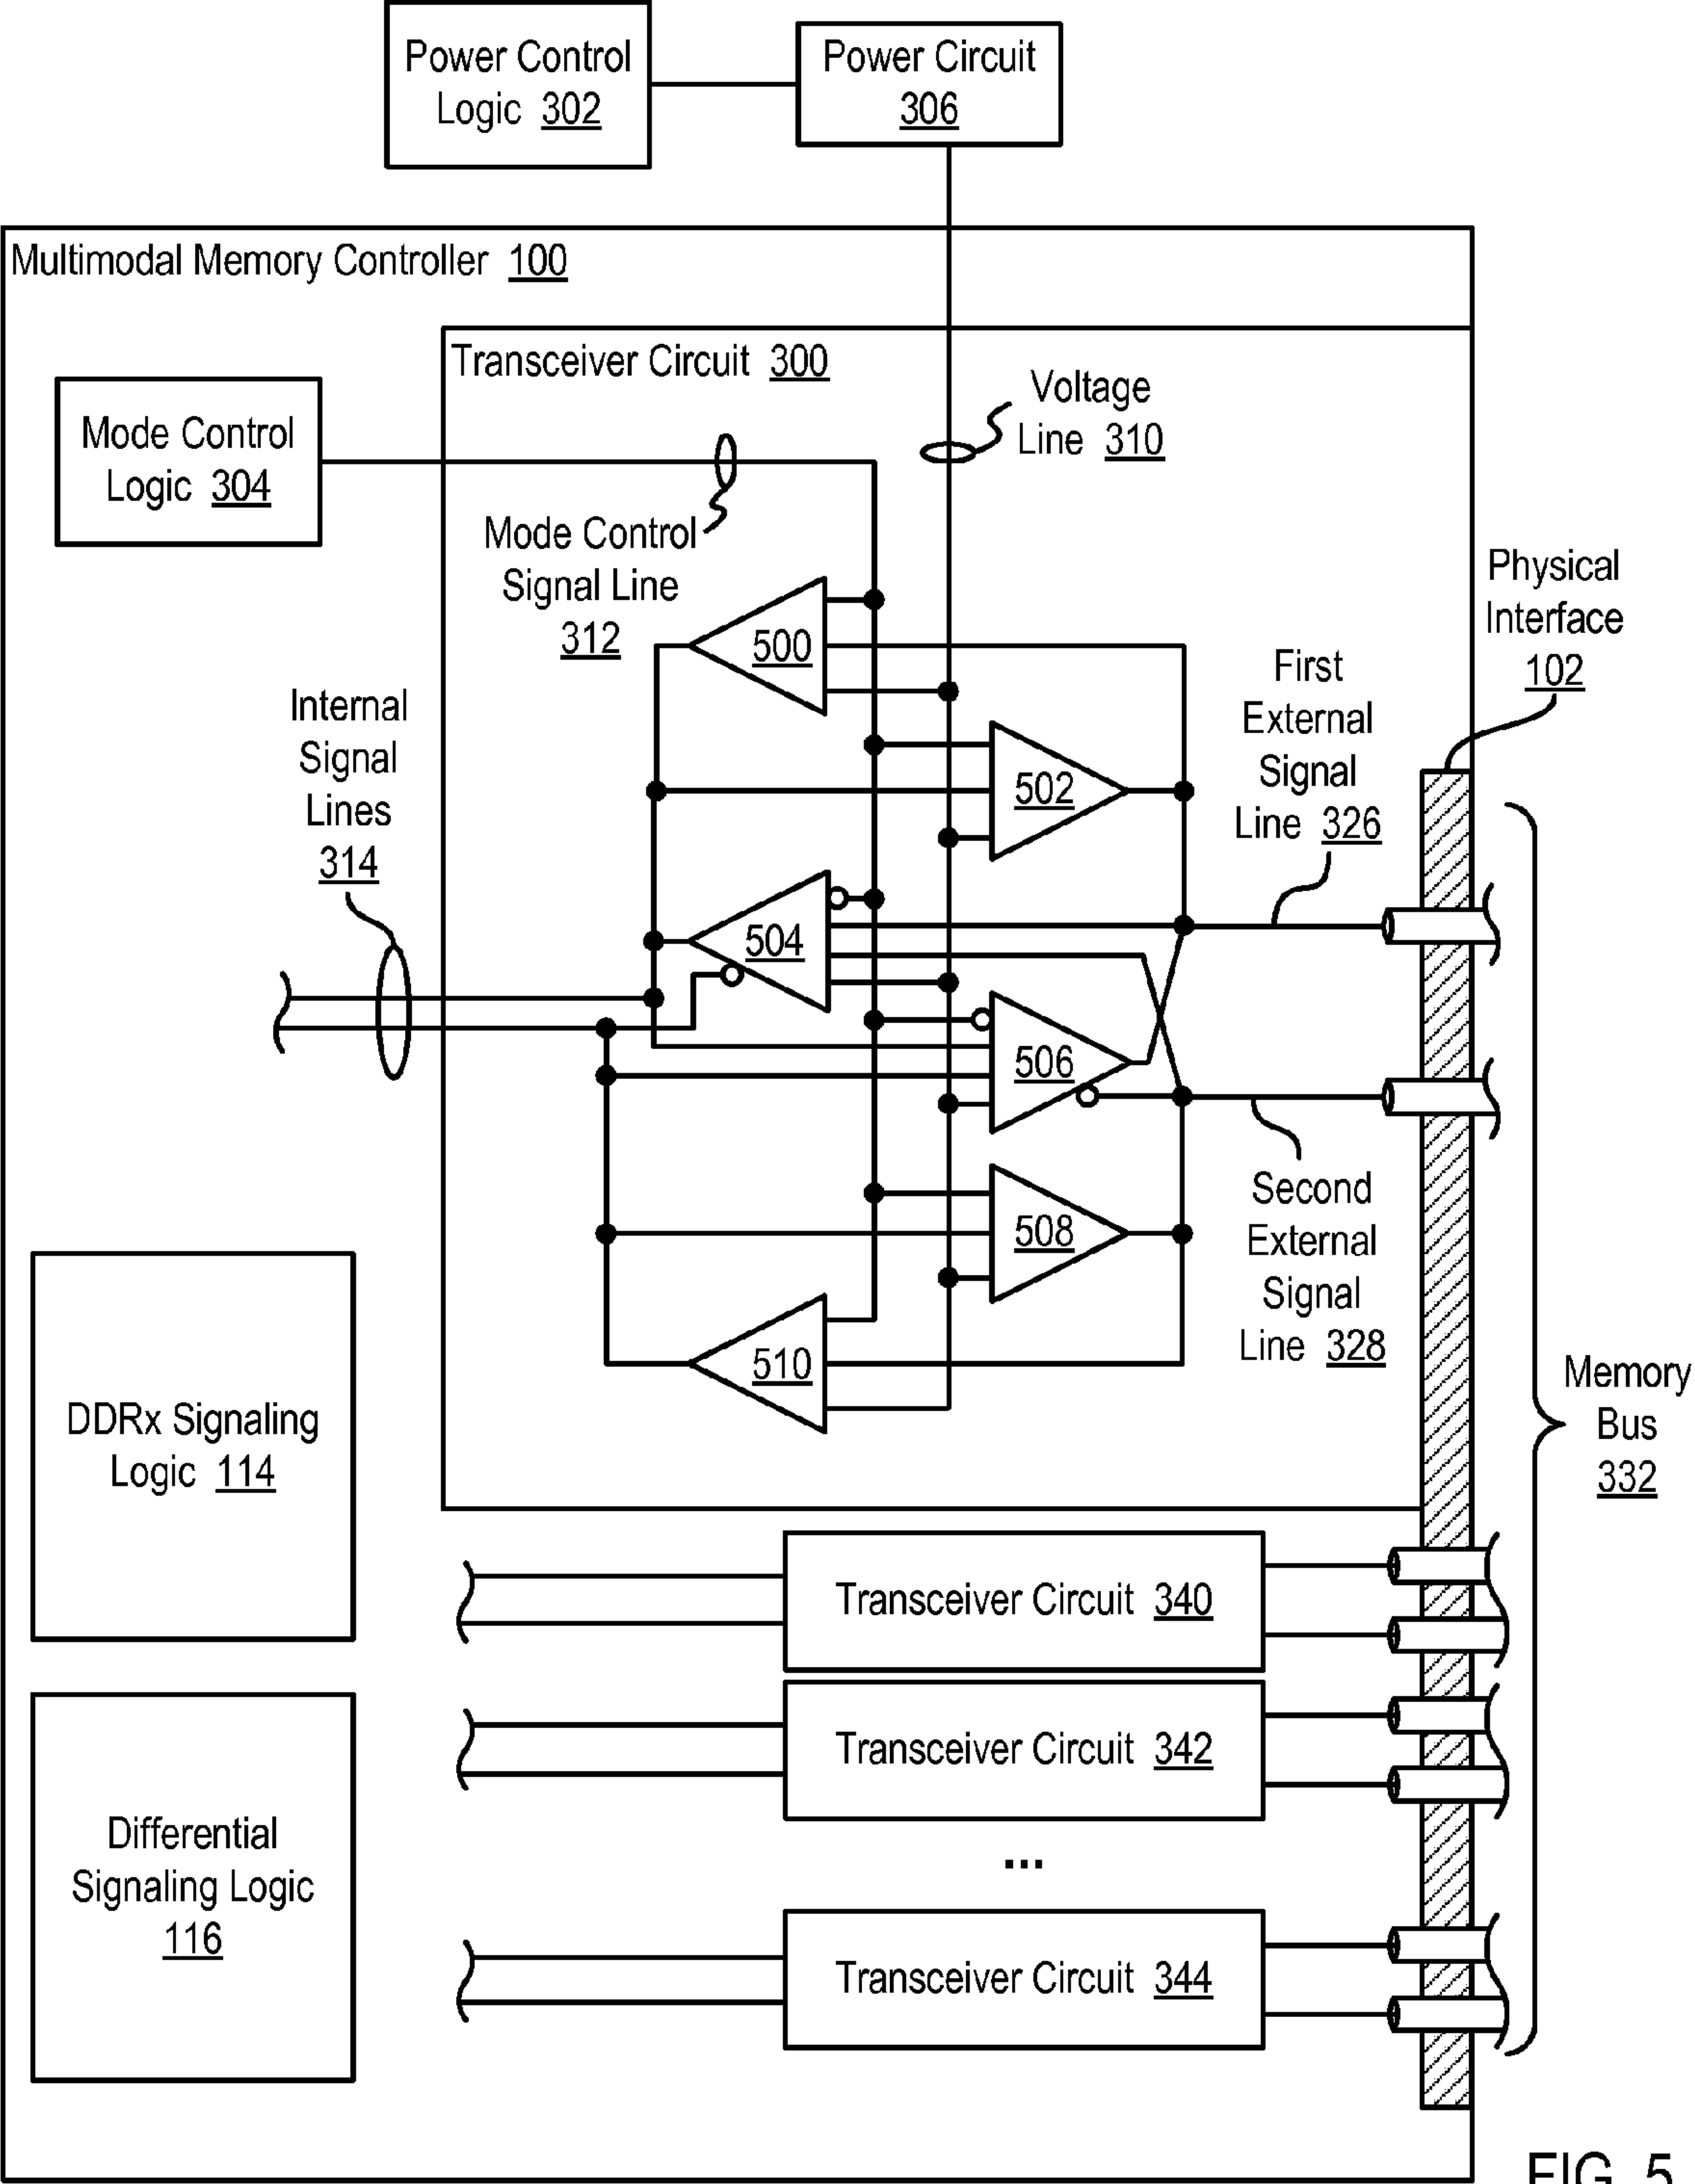 Power Control
Logic 302
Power Circuit
306
Multimodal Memory Controller 100
Transceiver Circuit 300
Voltage
Line 310
Mode Control
Logic 304
Mode Control
Signal Line
312
Physical
Interface
102
500
First
External
Signal
Line 326
Internal
Signal
Lines
314
502
504
506
Second
External
Signal
Line 328
508
510
Memory
Bus
332
DDRx Signaling
Logic 114
Transceiver Circuit 340
Transceiver Circuit 342
Differential
Signaling Logic
116
...
Transceiver Circuit 344
FIG. 5